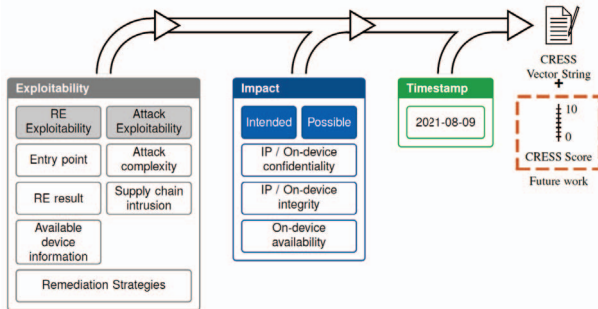 Exploitability
RE
Exploitability
Attack
Exploitability
Entry point
Attack
complexity
RE result
Supply chain
intrusion
Available
device
information
Remediation Strategies
Impact
Intended
Possible
IP / On-device
confidentiality
IP / On-device
integrity
On-device
availability
Timestamp
2021-08-09
CRESS
Vector String
+
10
0
CRESS Score
Future work